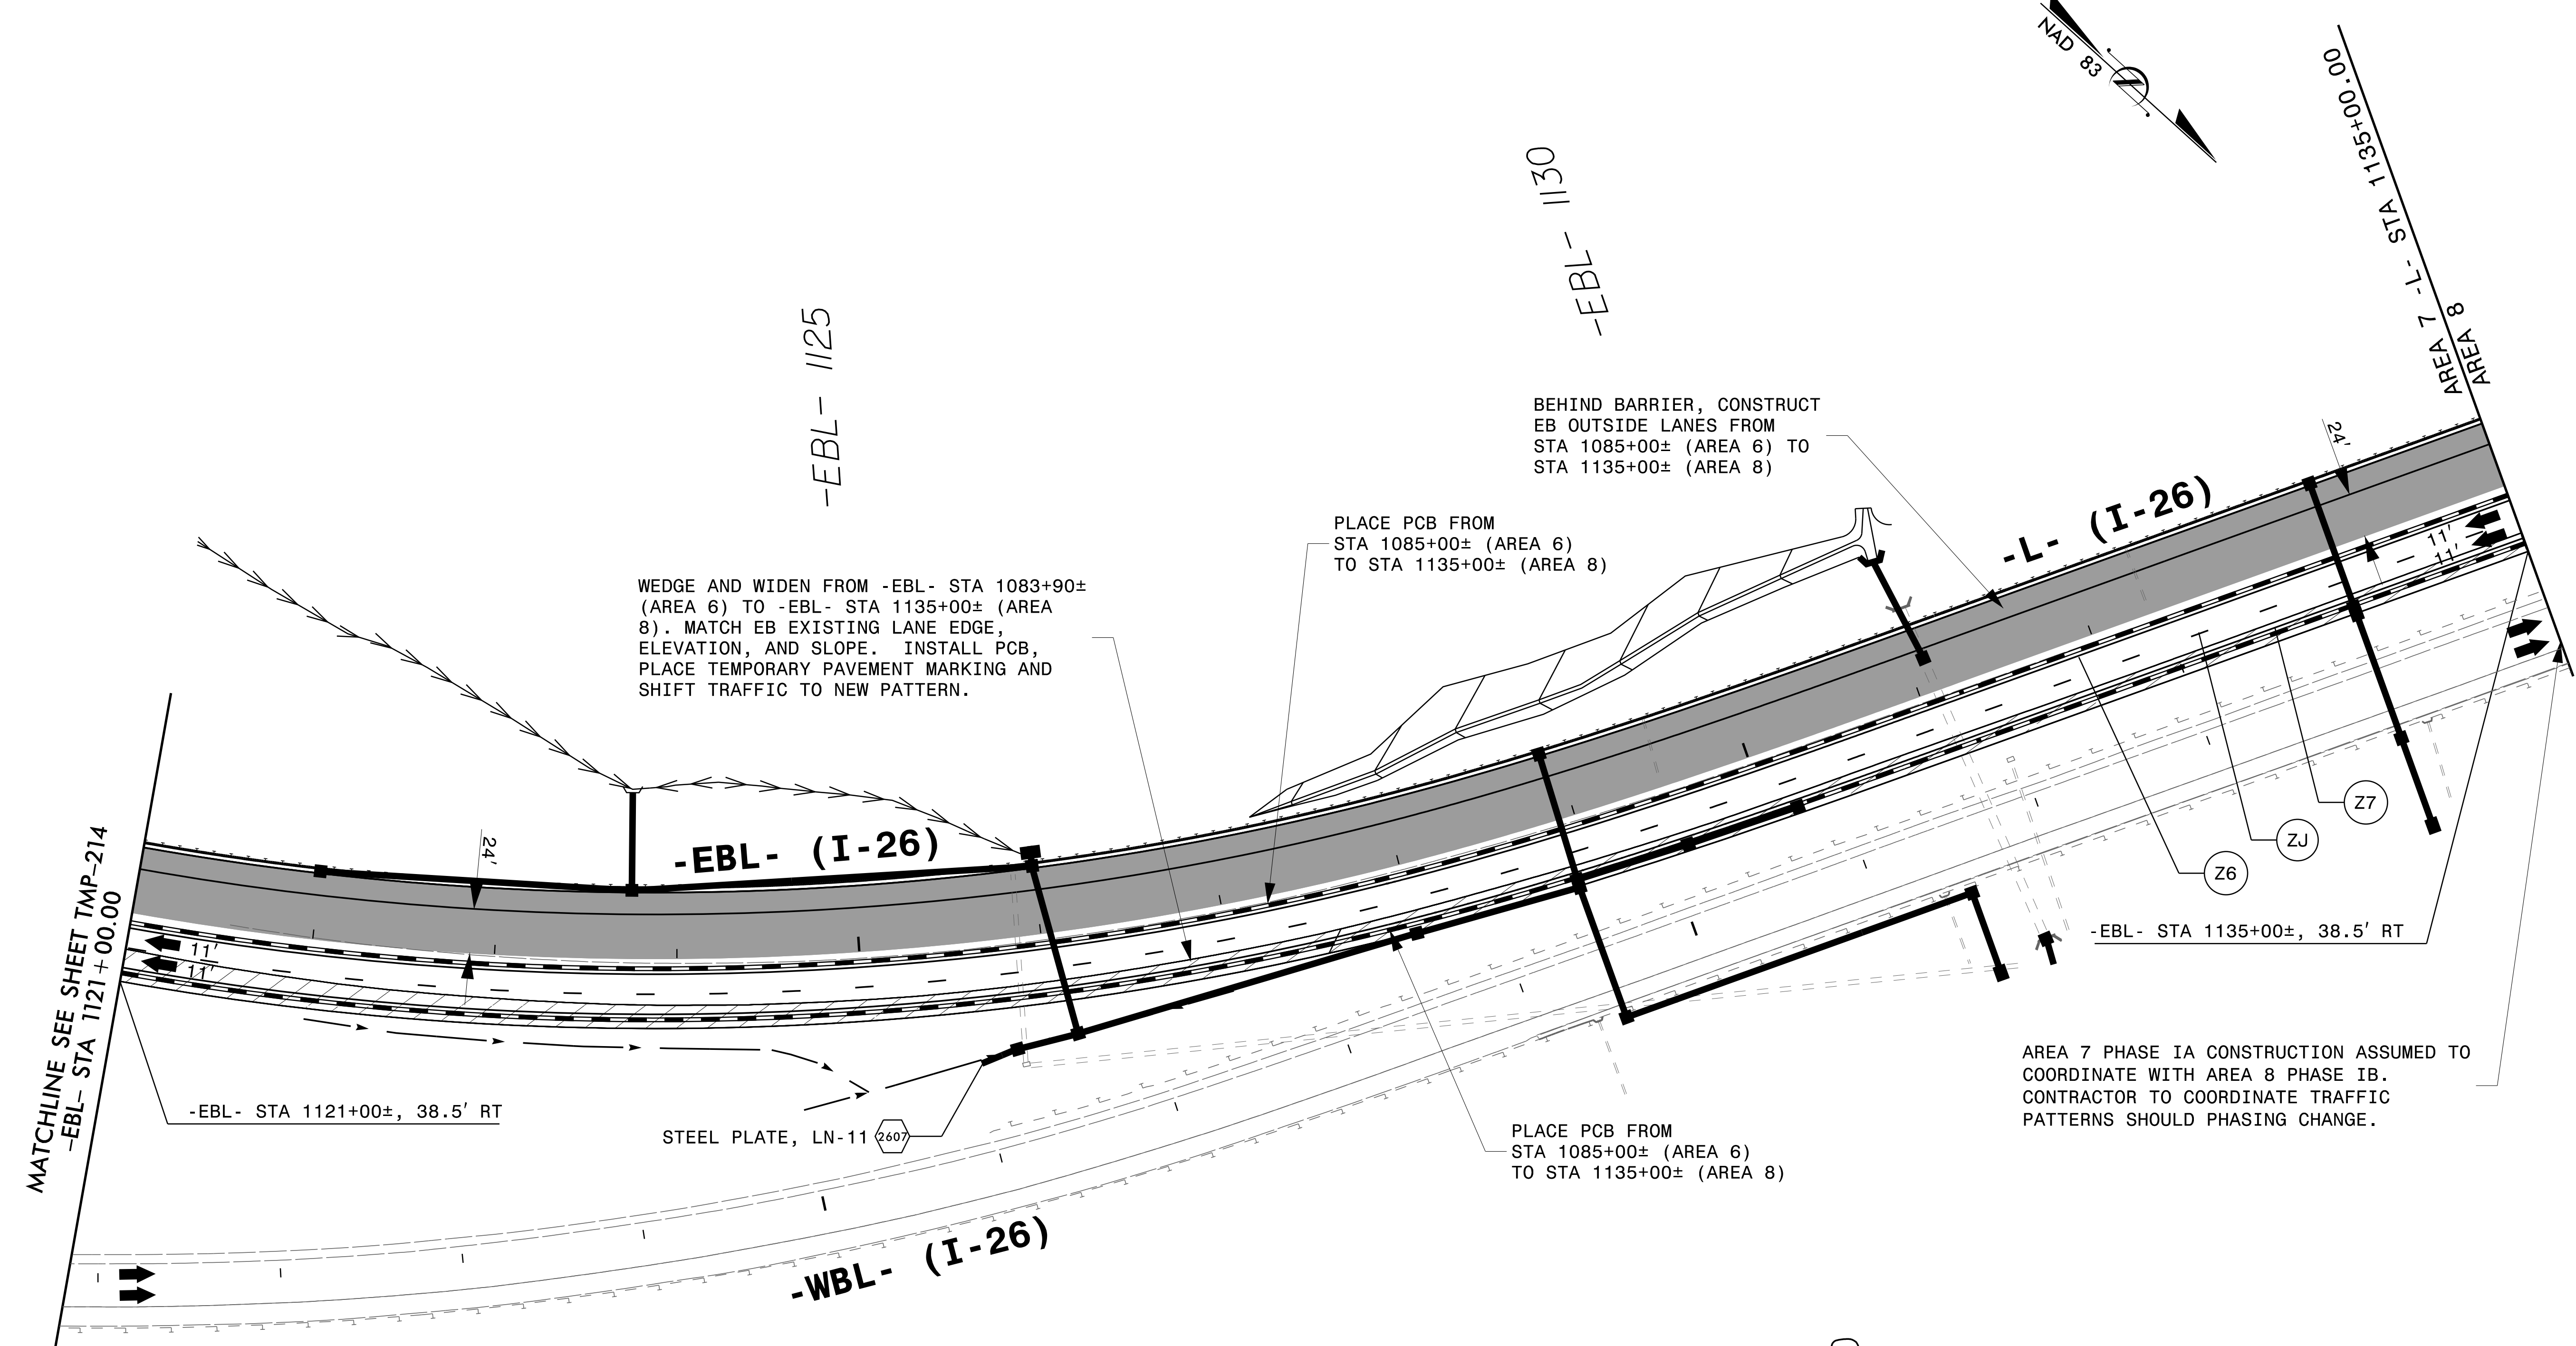 NAD 83
-L- STA 1135+00.00
AREA 7
AREA 8
-EBL- 1130
-EBL- 1125
BEHIND BARRIER, CONSTRUCT
EB OUTSIDE LANES FROM
STA 1085+00± (AREA 6) TO
STA 1135+00± (AREA 8)
24'
-L- (I-26)
PLACE PCB FROM
STA 1085+00± (AREA 6)
TO STA 1135+00± (AREA 8)
11'
11'
WEDGE AND WIDEN FROM -EBL- STA 1083+90±
(AREA 6) TO -EBL- STA 1135+00± (AREA
8). MATCH EB EXISTING LANE EDGE,
ELEVATION, AND SLOPE. INSTALL PCB,
PLACE TEMPORARY PAVEMENT MARKING AND
SHIFT TRAFFIC TO NEW PATTERN.
Z7
ZJ
Z6
24'
-EBL- (I-26)
MATCHLINE SEE SHEET TMP-214
-EBL- STA 1121+00.00
11'
11'
-EBL- STA 1135+00±, 38.5' RT
-EBL- STA 1121+00±, 38.5' RT
STEEL PLATE, LN-11
2607
AREA 7 PHASE IA CONSTRUCTION ASSUMED TO
COORDINATE WITH AREA 8 PHASE IB.
CONTRACTOR TO COORDINATE TRAFFIC
PATTERNS SHOULD PHASING CHANGE.
PLACE PCB FROM
STA 1085+00± (AREA 6)
TO STA 1135+00± (AREA 8)
-WBL- (I-26)